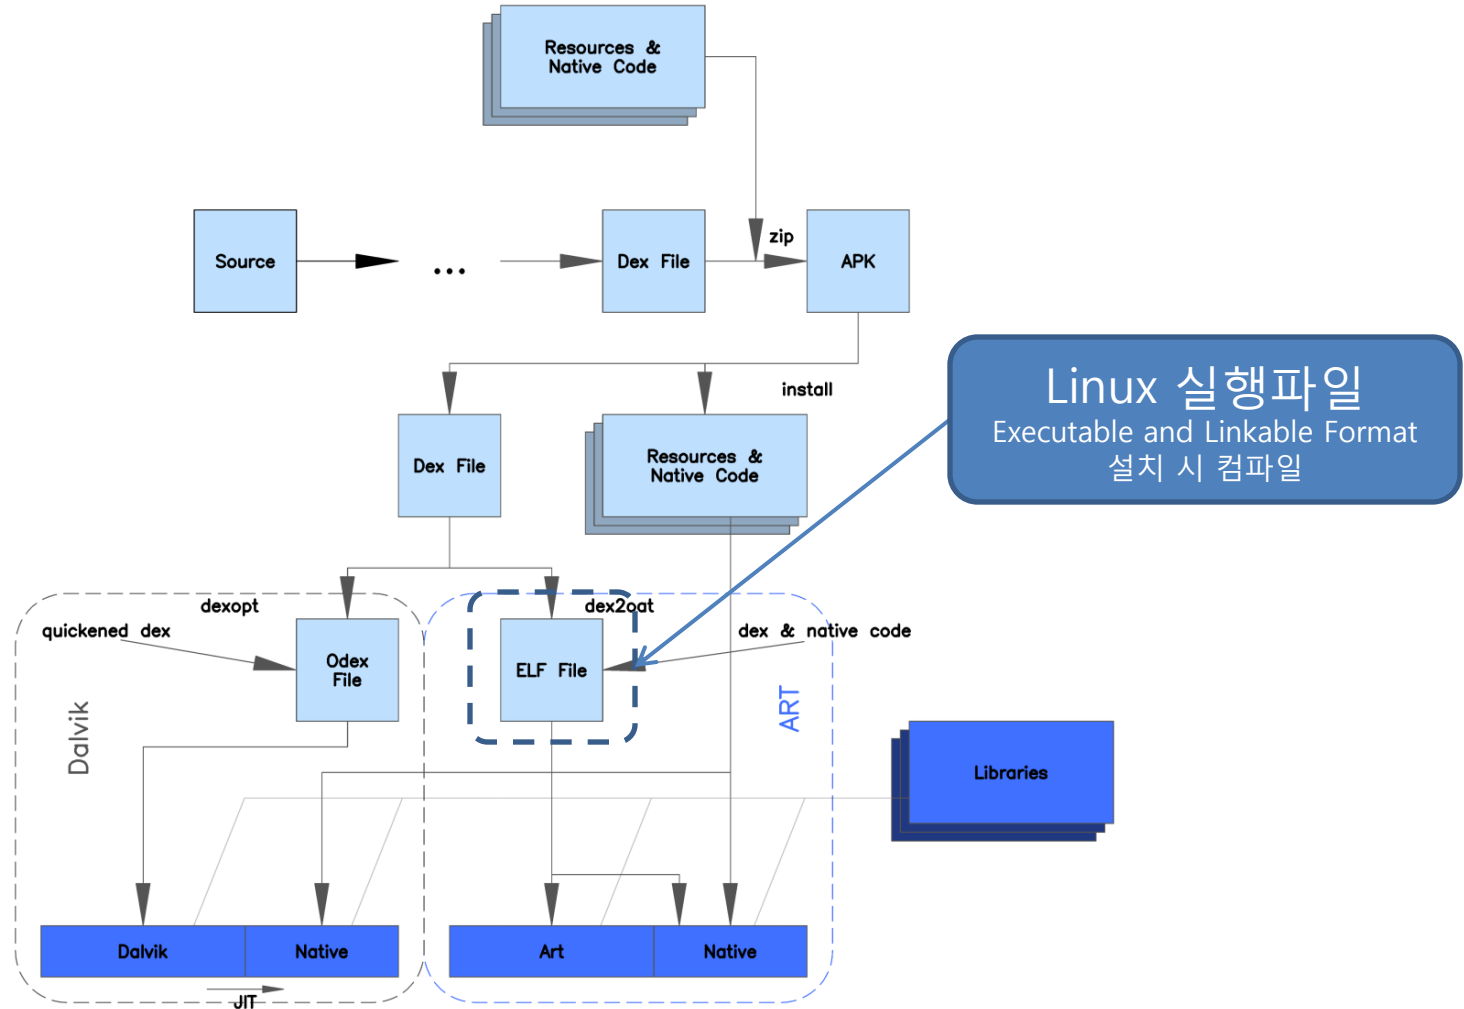 Resources &
Native Code
Source
...
Dex File
zip
APK
install
Linux 실행파일
Executable and Linkable Format
설치 시 컴파일
Dex File
Resources &
Native Code
dexopt
dex2oat
quickened dex
dex & native code
Odex
File
ELF File
Dalvik
ART
Libraries
Dalvik
Native
Art
Native
JIT